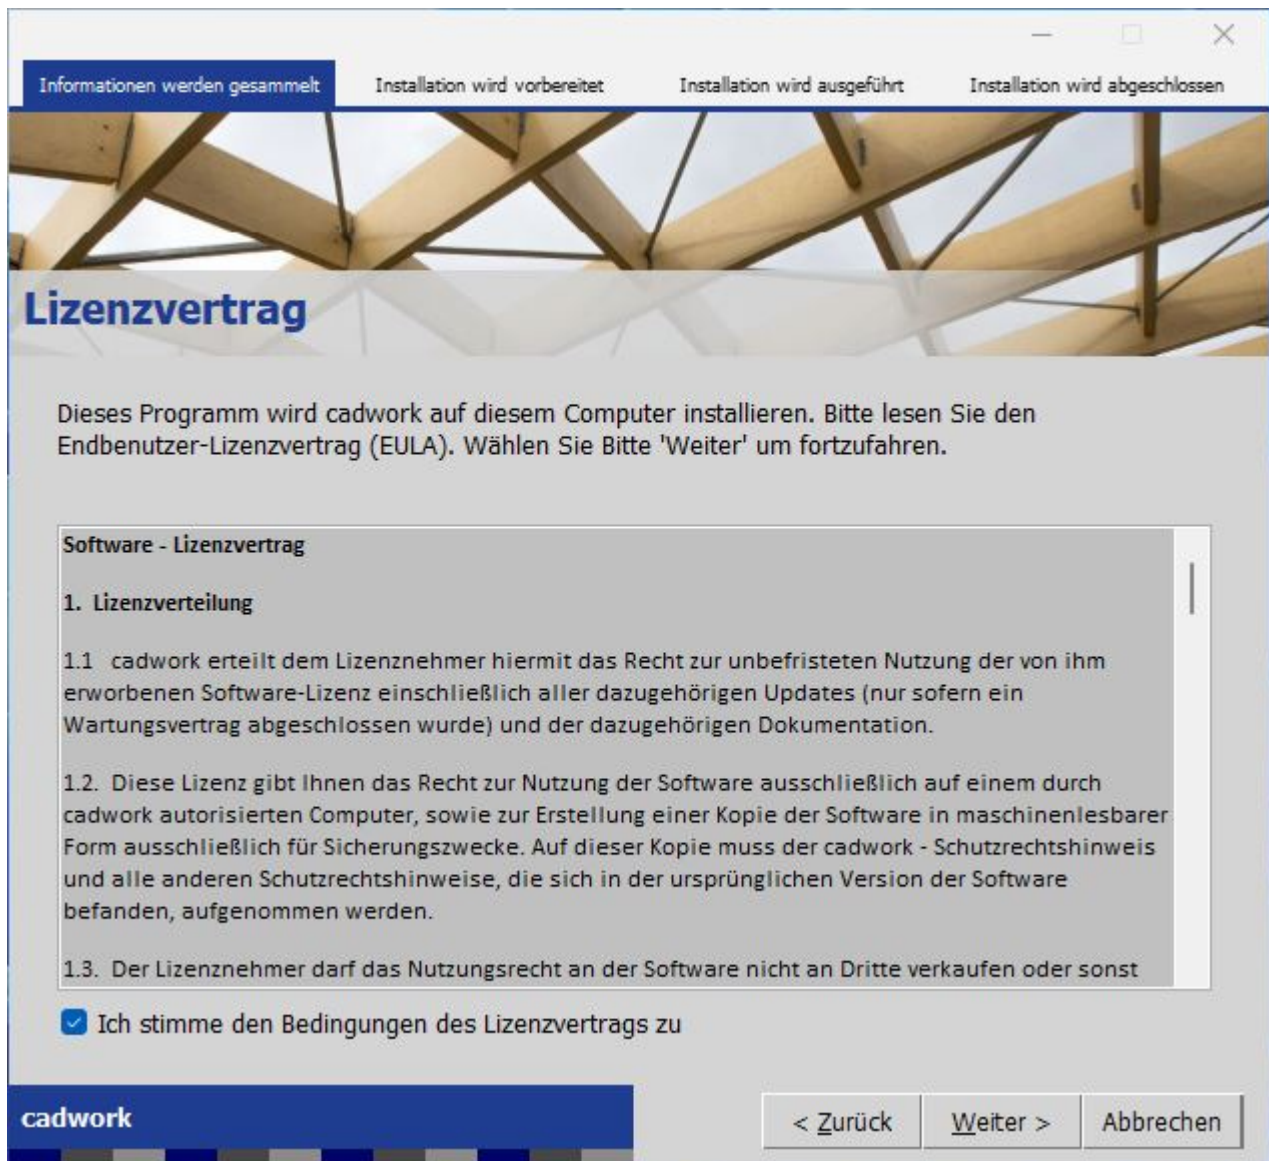 Informationen werden gesammelt
Installation wird vorbereitet
Installation wird ausgeführt
Installation wird abgeschlossen
Lizenzvertrag
Dieses Programm wird cadwork auf diesem Computer installieren. Bitte lesen Sie den
Endbenutzer-Lizenzvertrag (EULA). Wählen Sie Bitte 'Weiter' um fortzufahren.
Software - Lizenzvertrag
1. Lizenzverteilung
1.1 cadwork erteilt dem Lizenznehmer hiermit das Recht zur unbefristeten Nutzung der von ihm
erworbenen Software-Lizenz einschließlich aller dazugehörigen Updates (nur sofern ein
Wartungsvertrag abgeschlossen wurde) und der dazugehörigen Dokumentation.
1.2. Diese Lizenz gibt Ihnen das Recht zur Nutzung der Software ausschließlich auf einem durch
cadwork autorisierten Computer, sowie zur Erstellung einer Kopie der Software in maschinenlesbarer
Form ausschließlich für Sicherungszwecke. Auf dieser Kopie muss der cadwork - Schutzrechtshinweis
und alle anderen Schutzrechtshinweise, die sich in der ursprünglichen Version der Software
befanden, aufgenommen werden.
1.3. Der Lizenznehmer darf das Nutzungsrecht an der Software nicht an Dritte verkaufen oder sonst
Ich stimme den Bedingungen des Lizenzvertrags zu
cadwork
< Zurück
Weiter >
Abbrechen